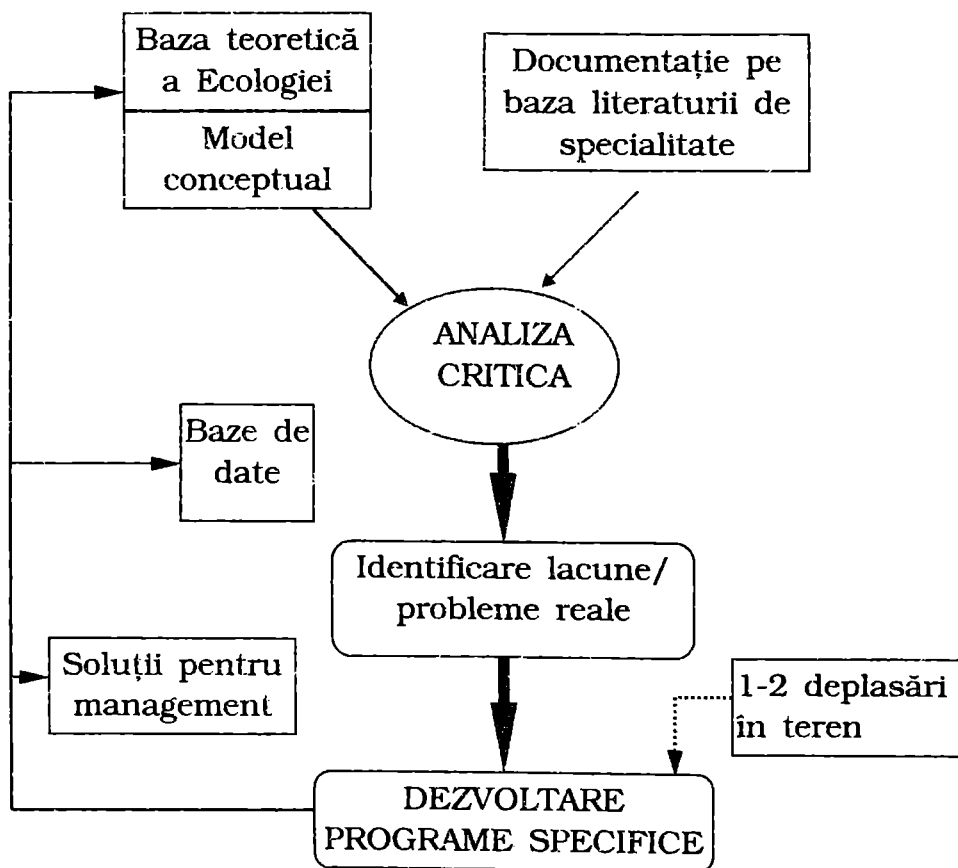 Baza teoretică
a Ecologiei
Model
conceptual
Documentație pe
baza literaturii de
specialitate
ANALIZA
CRITICA
Baze de
date
Identificare lacune/
probleme reale
Soluții pentru
management
1-2 deplasări
în teren
DEZVOLTARE
PROGRAME SPECIFICE